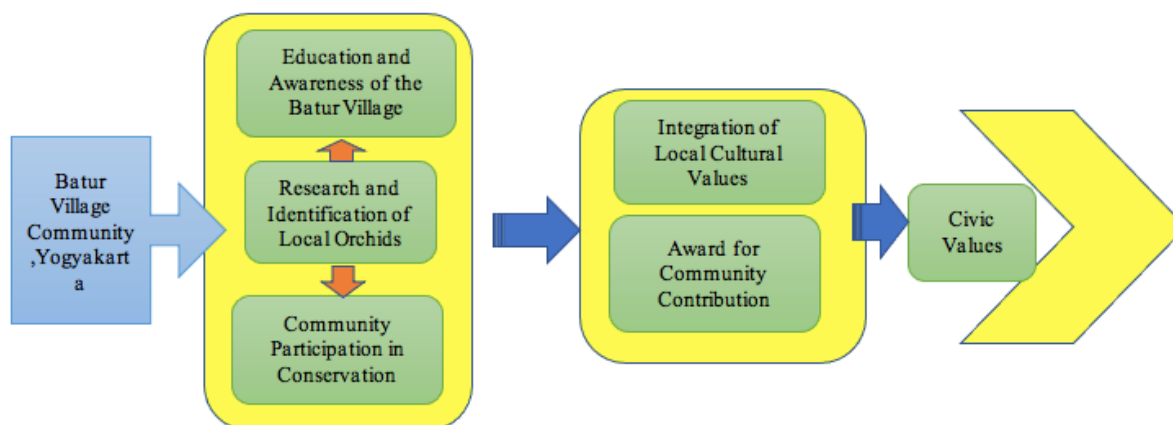 Batur
Village
Community
,Yogyakart
a
Education and
Awareness of the
Batur Village
Research and
Identification of
Local Orchids
Community
Participation in
Conservation
Integration of
Local Cultural
Values
Award for
Community
Contribution
Civic
Values